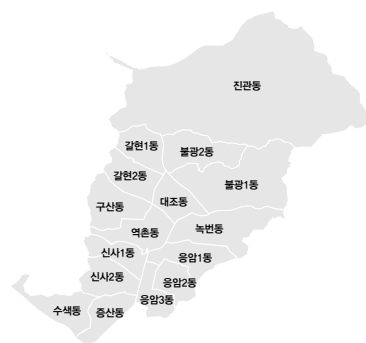 진관동
갈현1동
불광2동
갈현2동
불광1동
대조동
구산동
녹번동
역촌동
신사1동
응암1동
신사2동
응암2동
응암3동
수색동
증산동